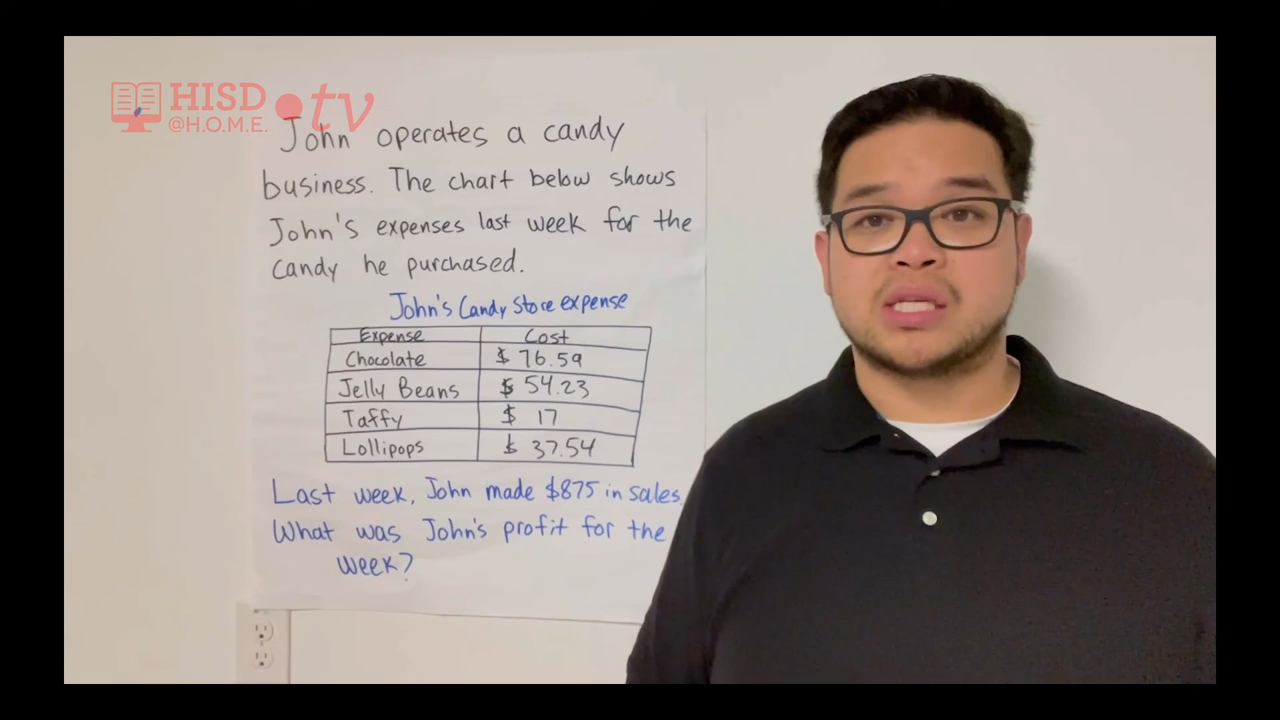 HISD
@H.O.M.E.
.tv
John operates a candy
business. The chart below shows
John's expenses last week for the
candy he purchased.
John's Candy Store expense
Expense Cost
Chocolate $ 76.59
Jelly Beans $ 54.23
Taffy $ 17
Lollipops $ 37.54
Last week, John made $875 in sales.
What was John's profit for the
week?